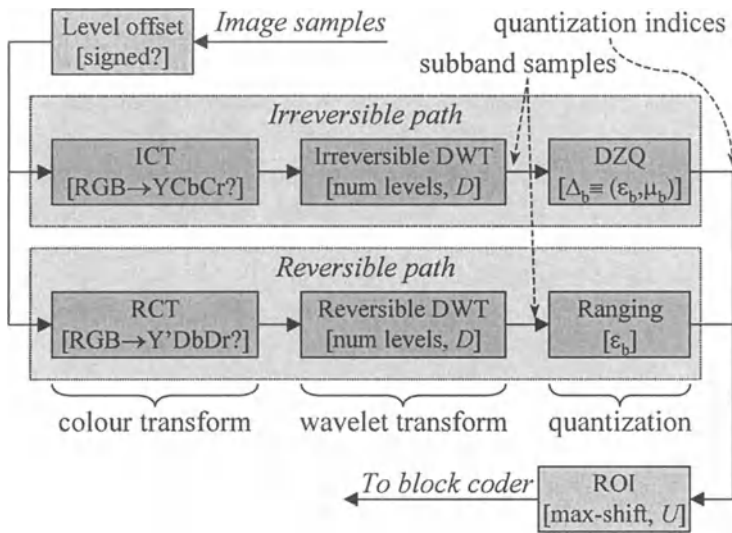 Level offset
[signed?]
Image samples
quantization indices
subband samples
Irreversible path
ICT
[RGB→YCbCr?]
Irreversible DWT
[num levels, D]
DZQ
[Δb ≡ (εb,μb)]
Reversible path
RCT
[RGB→Y'DbDr?]
Reversible DWT
[num levels, D]
Ranging
[εb]
colour transform
wavelet transform
quantization
To block coder
ROI
[max-shift, U]